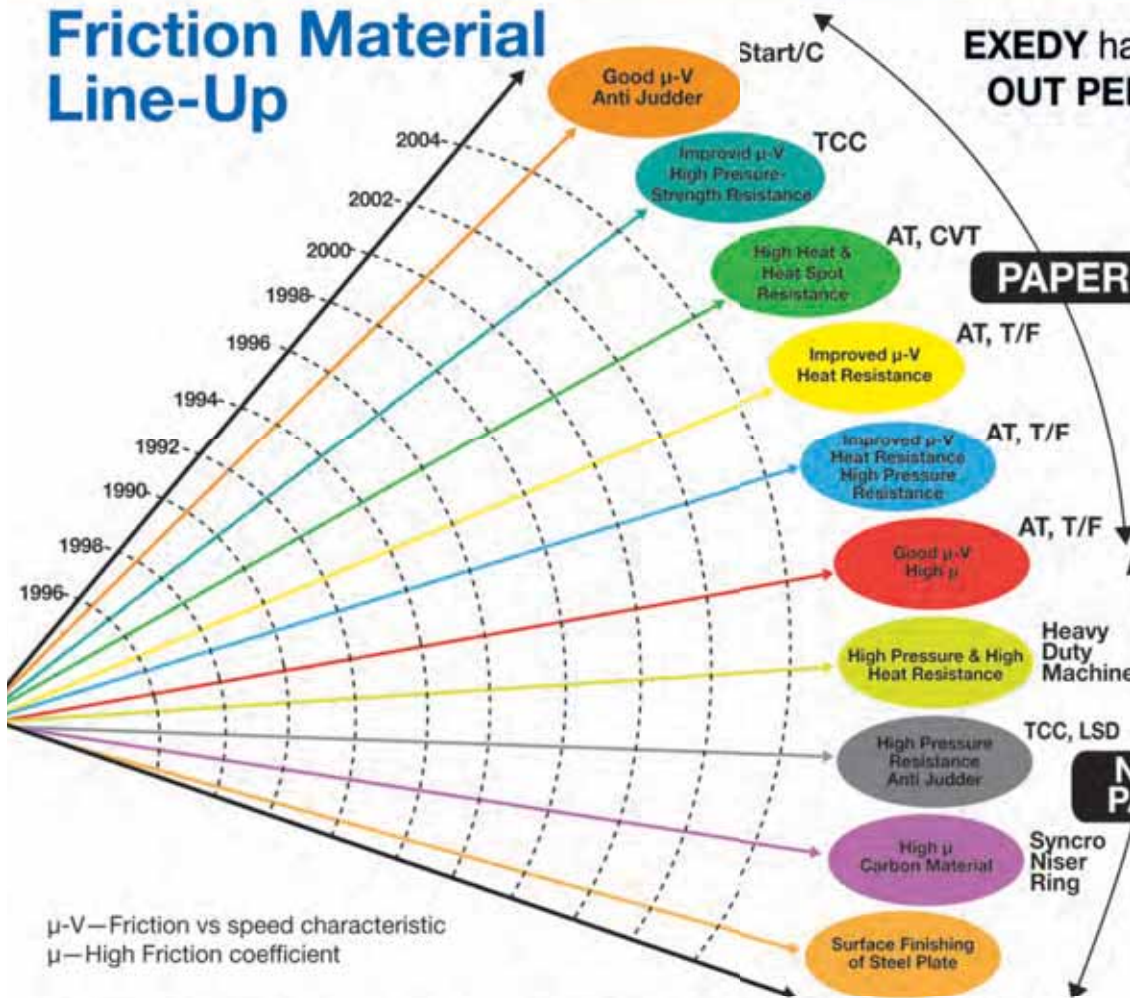 Friction Material
Line-Up
Start/C
EXEDY ha
OUT PER
Good µ-V
Anti Judder
2004
TCC
Improvid µ-V
High Preisure-
Strength Risistance
2002
AT, CVT
High Heat &
Heat Spot
Resistance
2000
PAPER
1998
AT, T/F
Improved µ-V
Heat Resistance
1996
1994
AT, T/F
Improved µ-V
Heat Resistance
High Pressure
Resistance
1992
1990
AT, T/F
Good µ-V
High µ
1998
1996
High Pressure & High
Heat Resistance
Heavy
Duty
Machine
TCC, LSD
High Pressure
Resistance
Anti Judder
N
PA
High µ
Carbon Material
Syncro
Niser
Ring
Surface Finishing
of Steel Plate
µ-V—Friction vs speed characteristic
µ—High Friction coefficient